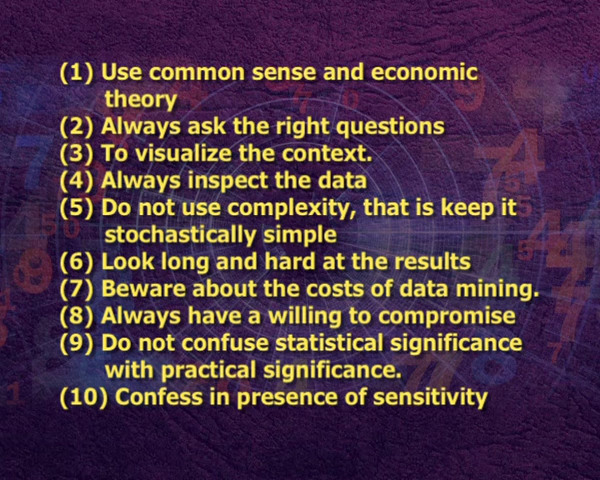 (1) Use common sense and economic
theory
(2) Always ask the right questions
(3) To visualize the context.
(4) Always inspect the data
(5) Do not use complexity, that is keep it
stochastically simple
(6) Look long and hard at the results
(7) Beware about the costs of data mining.
(8) Always have a willing to compromise
(9) Do not confuse statistical significance
with practical significance.
(10) Confess in presence of sensitivity